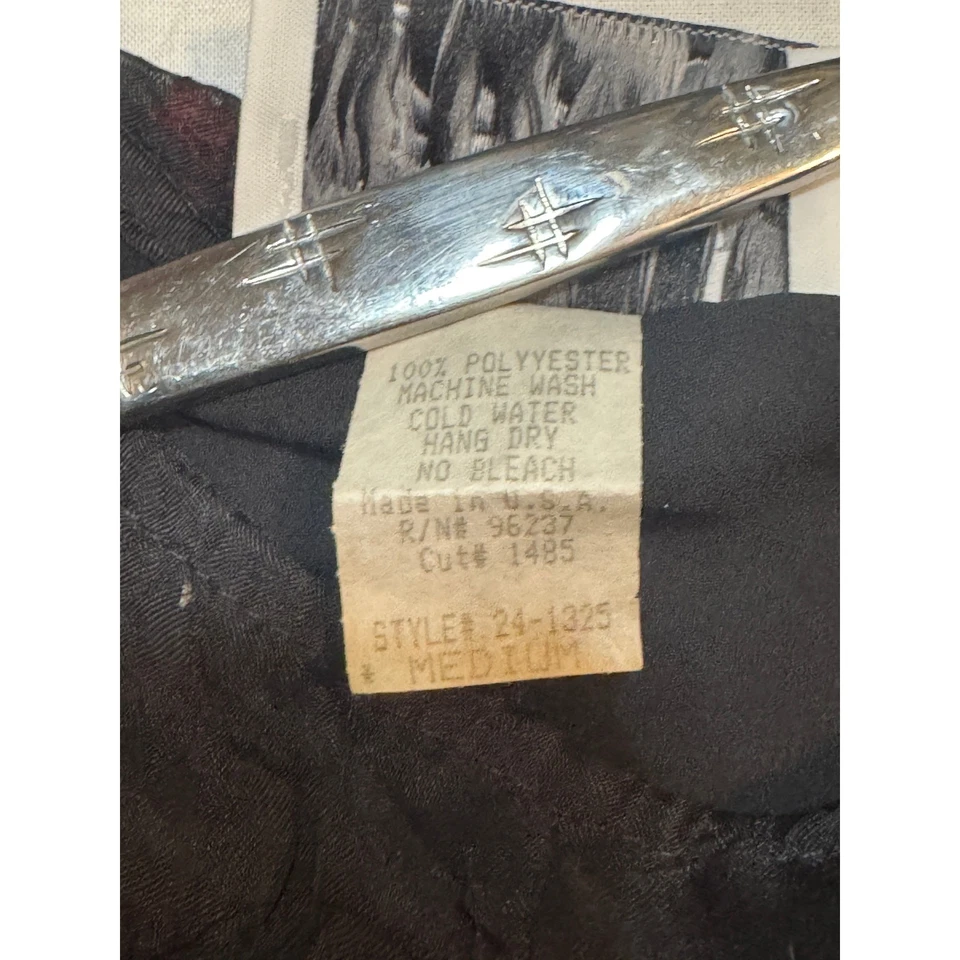 100% POLYYESTER
MACHINE WASH
COLD WATER
HANG DRY
NO BLEACH
Made in U.S.A.
R/N# 96237
Cut# 1485
STYLE# 24-1325
* MEDIUM